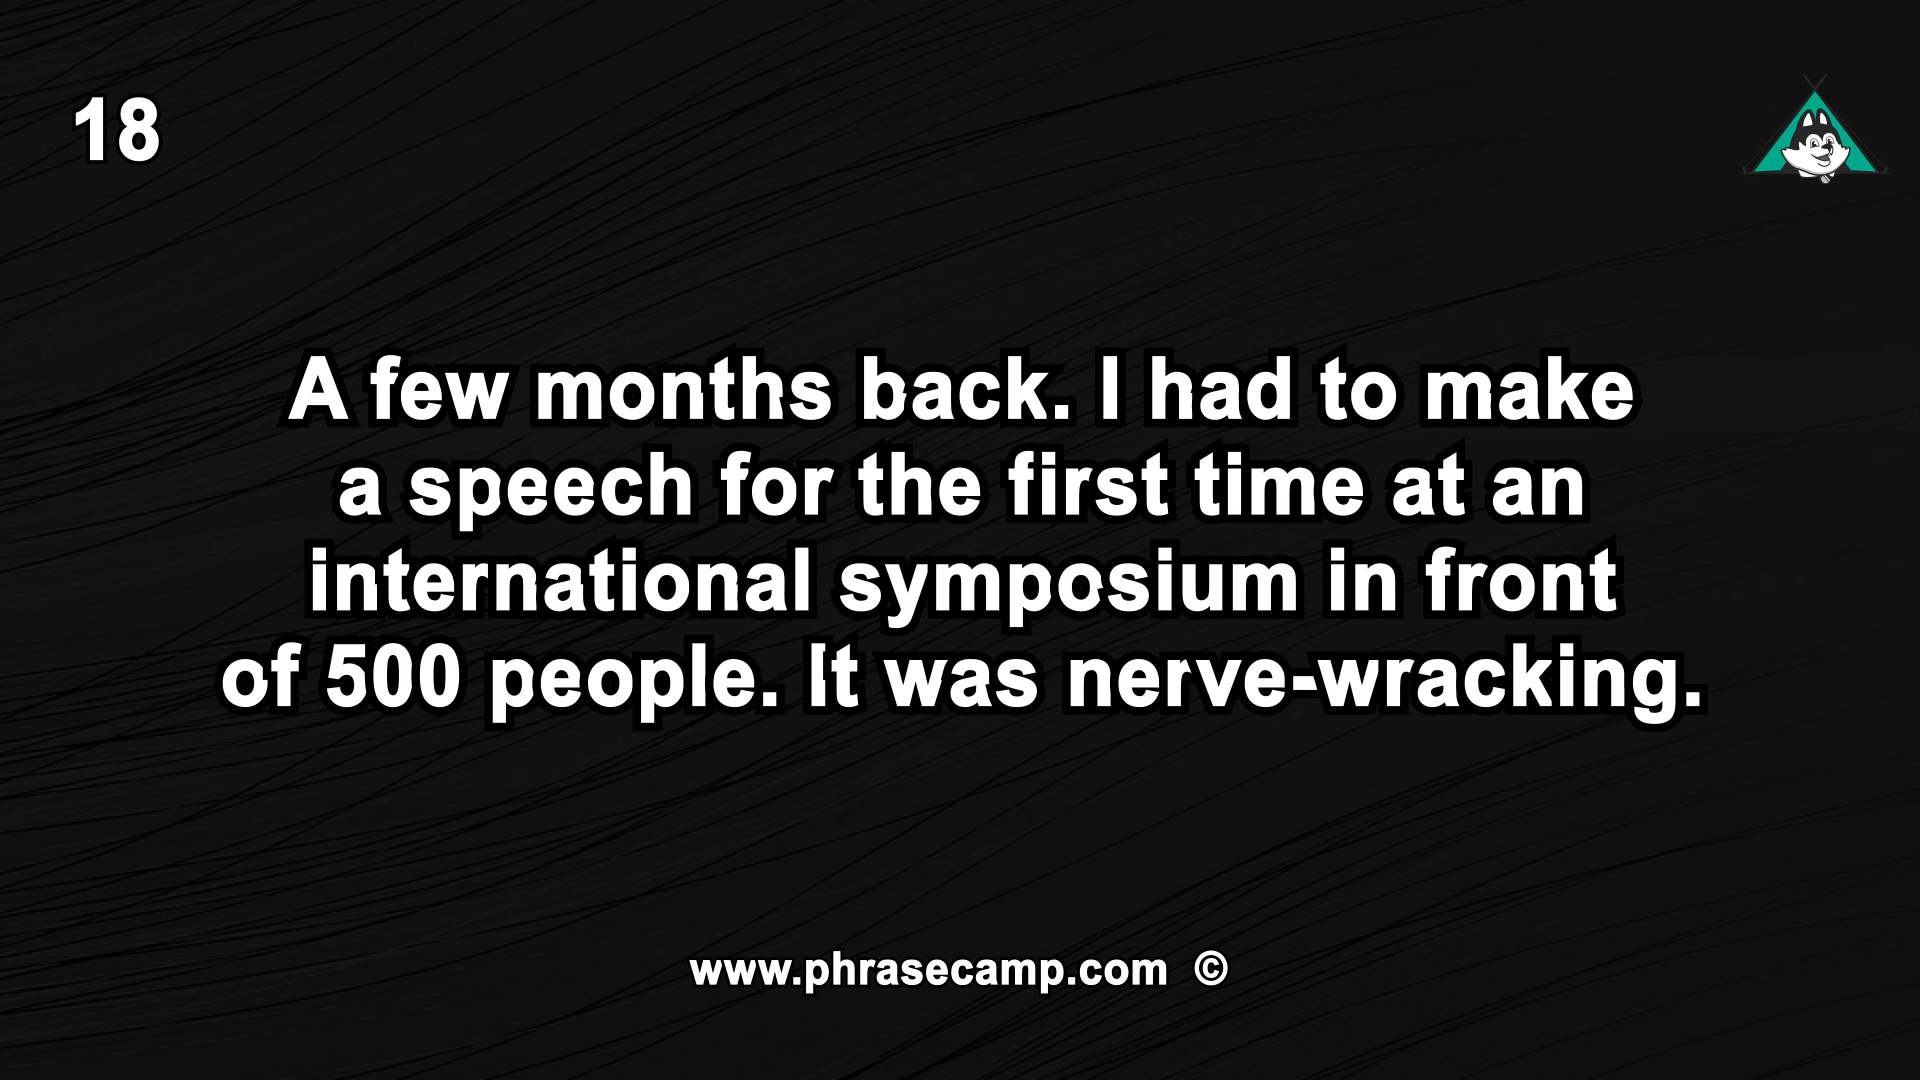 18
A few months back. I had to make
a speech for the first time at an
international symposium in front
of 500 people. It was nerve-wracking.
www.phrasecamp.com ©